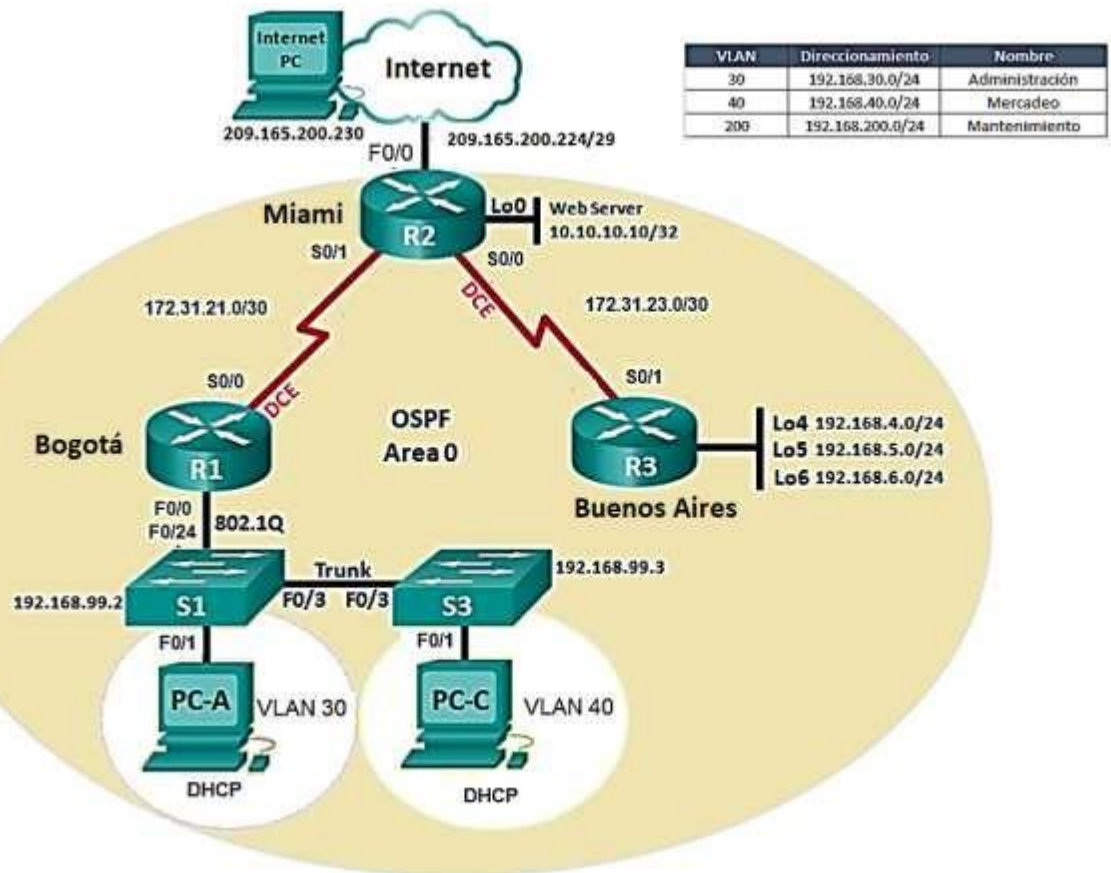 Internet
PC
Internet
209.165.200.230
209.165.200.224/29
F0/0
VLAN Direccionamiento Nombre
30 192.168.30.0/24 Administración
40 192.168.40.0/24 Mercadeo
200 192.168.200.0/24 Mantenimiento
Miami
R2
Lo0
Web Server
10.10.10.10/32
S0/1
S0/0
DCE
172.31.21.0/30
172.31.23.0/30
S0/0
DCE
S0/1
Bogotá
R1
OSPF
Area 0
R3
Buenos Aires
Lo4 192.168.4.0/24
Lo5 192.168.5.0/24
Lo6 192.168.6.0/24
F0/0
F0/24
802.1Q
192.168.99.2
S1
Trunk
F0/3 F0/3
S3
192.168.99.3
F0/1
F0/1
PC-A
VLAN 30
PC-C
VLAN 40
DHCP
DHCP